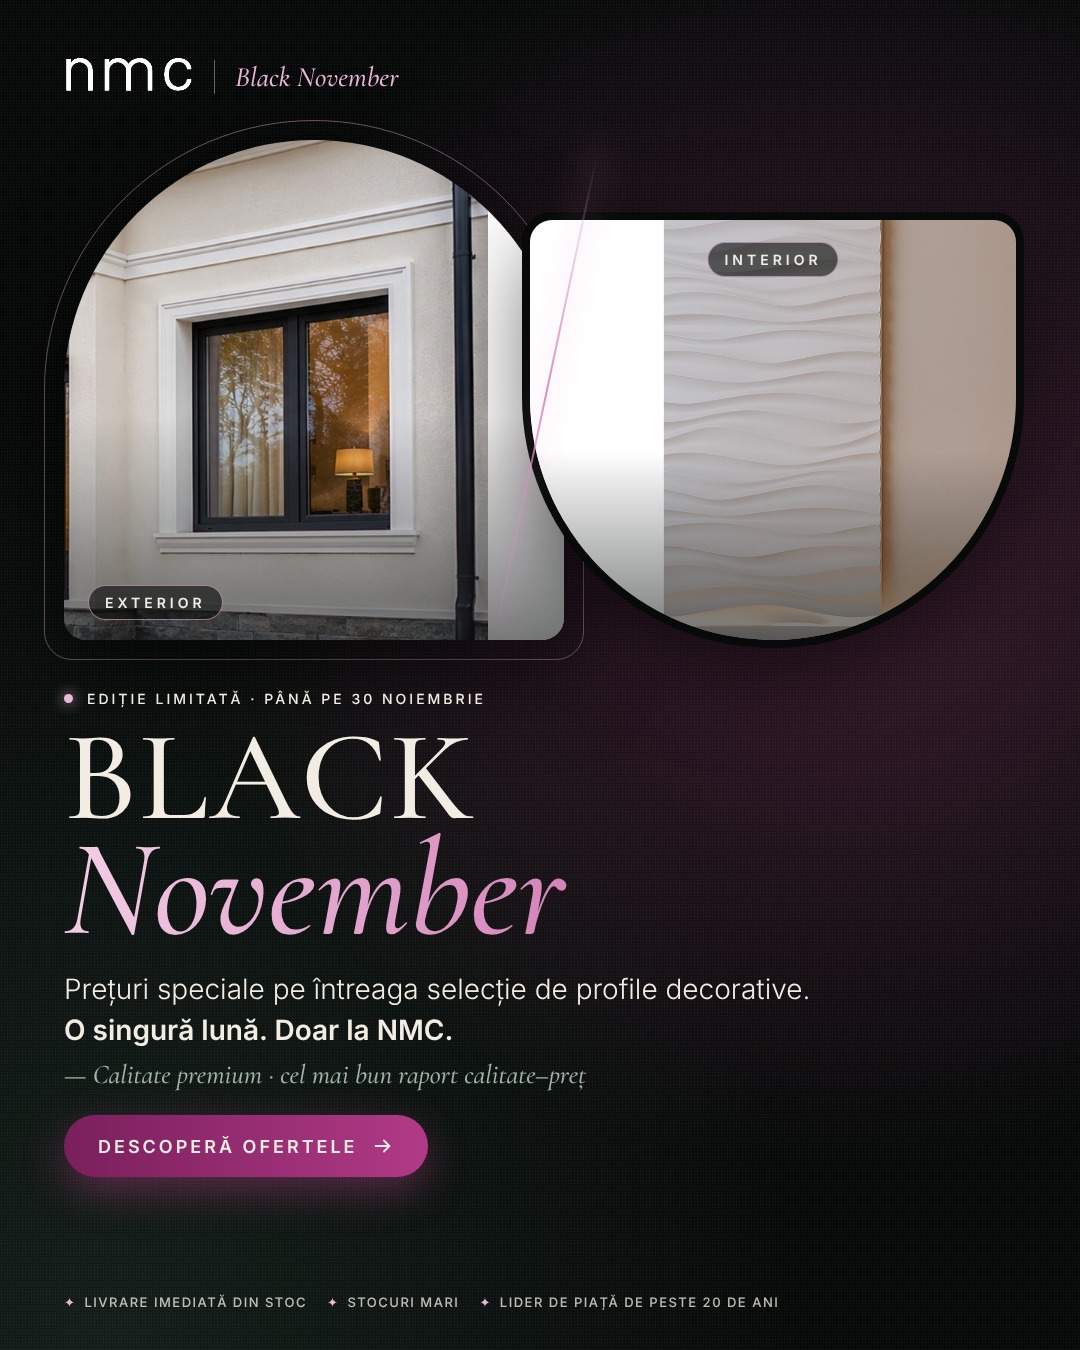 nmc
Black November
INTERIOR
EXTERIOR
EDIȚIE LIMITATĂ · PÂNĂ PE 30 NOIEMBRIE
BLACK
November
Prețuri speciale pe întreaga selecție de profile decorative.
O singură lună. Doar la NMC.
— Calitate premium · cel mai bun raport calitate–preț
DESCOPERĂ OFERTELE →
✦ LIVRARE IMEDIATĂ DIN STOC ✦ STOCURI MARI ✦ LIDER DE PIAȚĂ DE PESTE 20 DE ANI